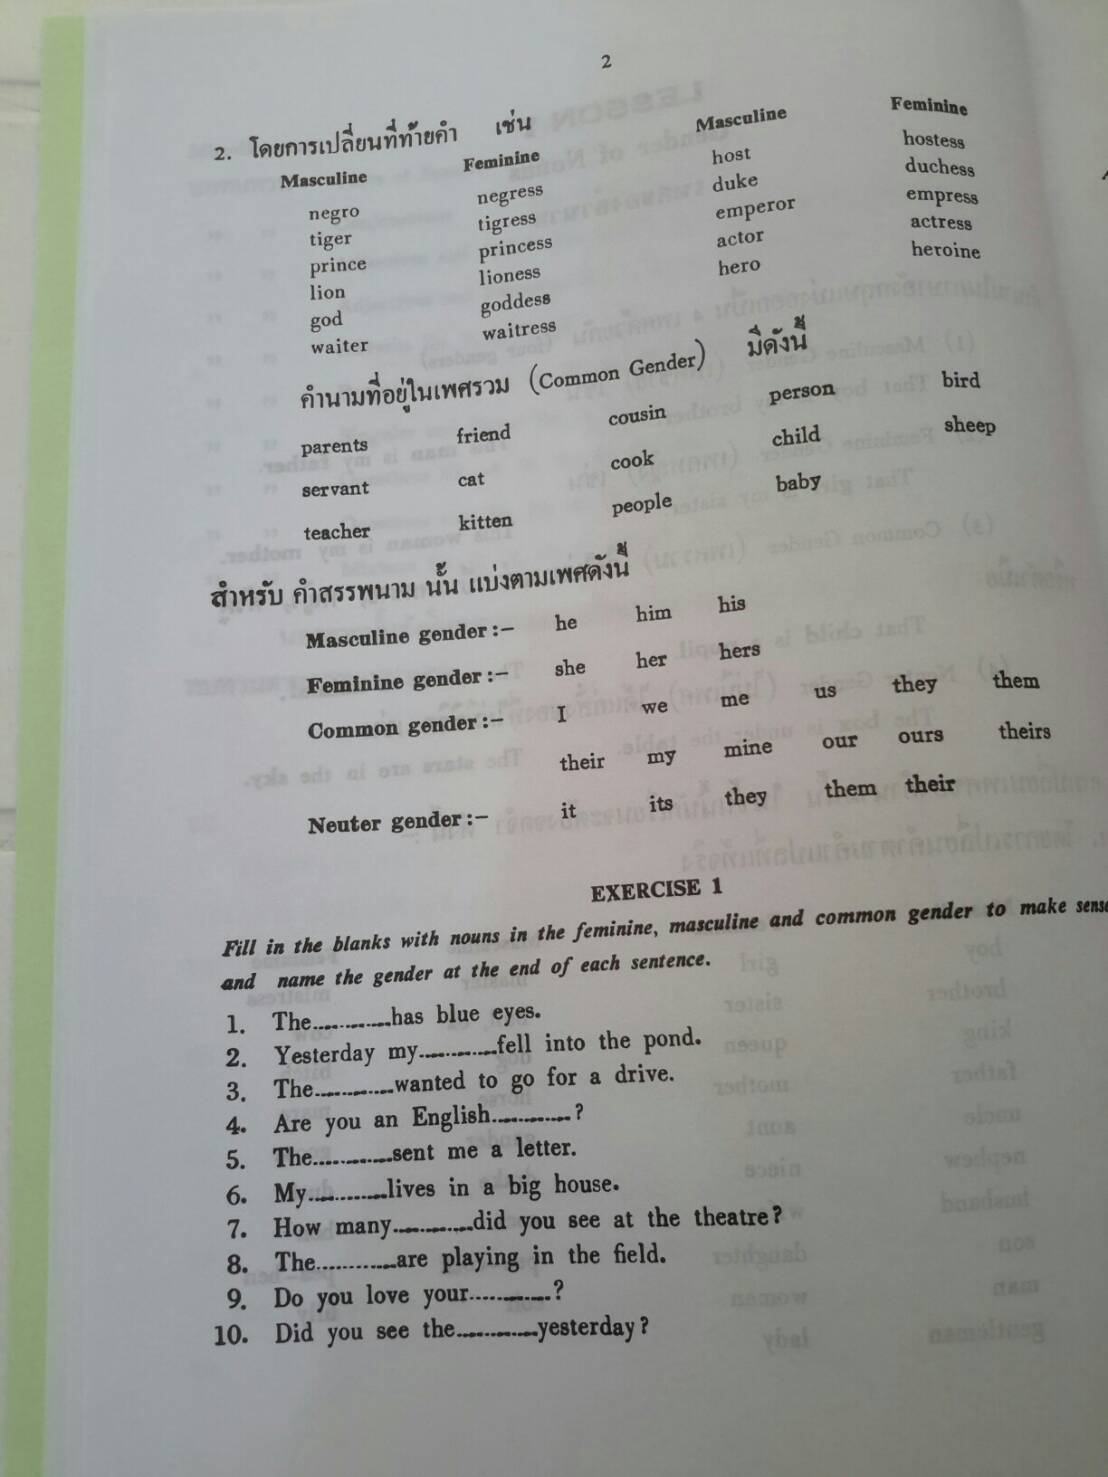 2
2. โดยการเปลี่ยนที่ท้ายคำ เช่น
Masculine Feminine Masculine Feminine
negro negress host hostess
tiger tigress duke duchess
prince princess emperor empress
lion lioness actor actress
god goddess hero heroine
waiter waitress
คำนามที่อยู่ในเพศรวม (Common Gender) มีดังนี้
parents friend cousin person bird
servant cat cook child sheep
teacher kitten people baby
สำหรับ คำสรรพนาม นั้น แบ่งตามเพศดังนี้
Masculine gender :– he him his
Feminine gender :– she her hers
Common gender :– I we me us they them
their my mine our ours theirs
Neuter gender :– it its they them their
EXERCISE 1
Fill in the blanks with nouns in the feminine, masculine and common gender to make sense
and name the gender at the end of each sentence.
1. The............has blue eyes.
2. Yesterday my............fell into the pond.
3. The............wanted to go for a drive.
4. Are you an English............?
5. The............sent me a letter.
6. My............lives in a big house.
7. How many............did you see at the theatre?
8. The............are playing in the field.
9. Do you love your............?
10. Did you see the............yesterday?